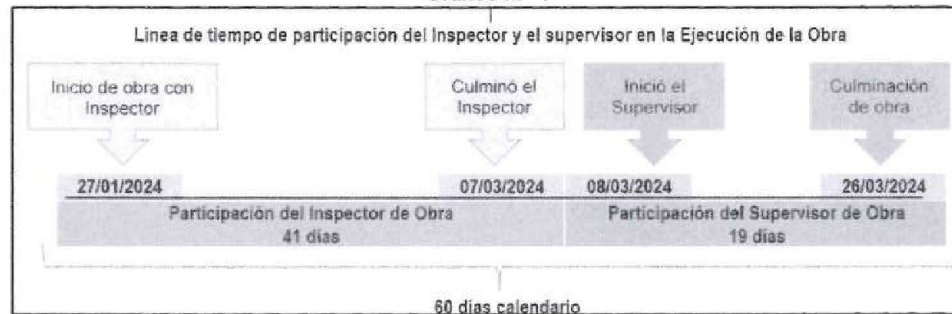 Linea de tiempo de participación del Inspector y el supervisor en la Ejecución de la Obra
Inicio de obra con
Inspector
Culminó el
Inspector
Inició el
Supervisor
Culminación
de obra
27/01/2024
07/03/2024
08/03/2024
26/03/2024
Participación del Inspector de Obra
41 días
Participación del Supervisor de Obra
19 días
60 días calendario